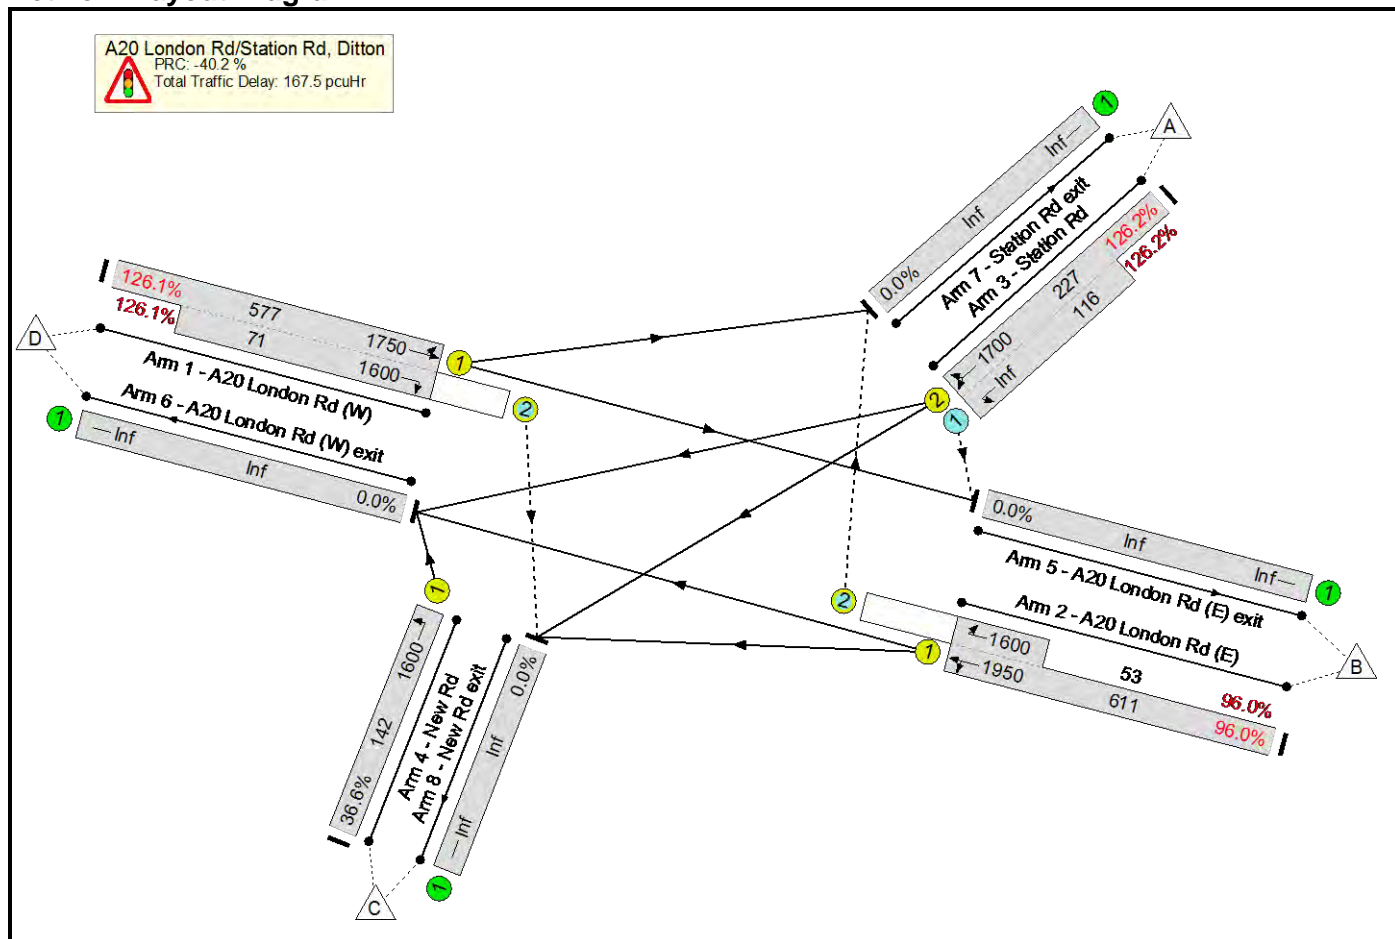 A20 London Rd/Station Rd, Ditton
PRC: -40.2 %
Total Traffic Delay: 167.5 pcuHr
1
A
Inf
Inf
0.0%
Arm 7 - Station Rd exit
Arm 3 - Station Rd
126.2%
126.2%
227
116
1700
Inf
2
1
126.1%
126.1%
577
71
1750
1600
1
2
D
Arm 1 - A20 London Rd (W)
Arm 6 - A20 London Rd (W) exit
1
Inf
Inf
0.0%
0.0%
Inf
Inf
1
Arm 5 - A20 London Rd (E) exit
Arm 2 - A20 London Rd (E)
B
2
1
1600
1950
53
611
96.0%
96.0%
1
1600
142
36.6%
Arm 4 - New Rd
Arm 8 - New Rd exit
0.0%
Inf
Inf
1
C